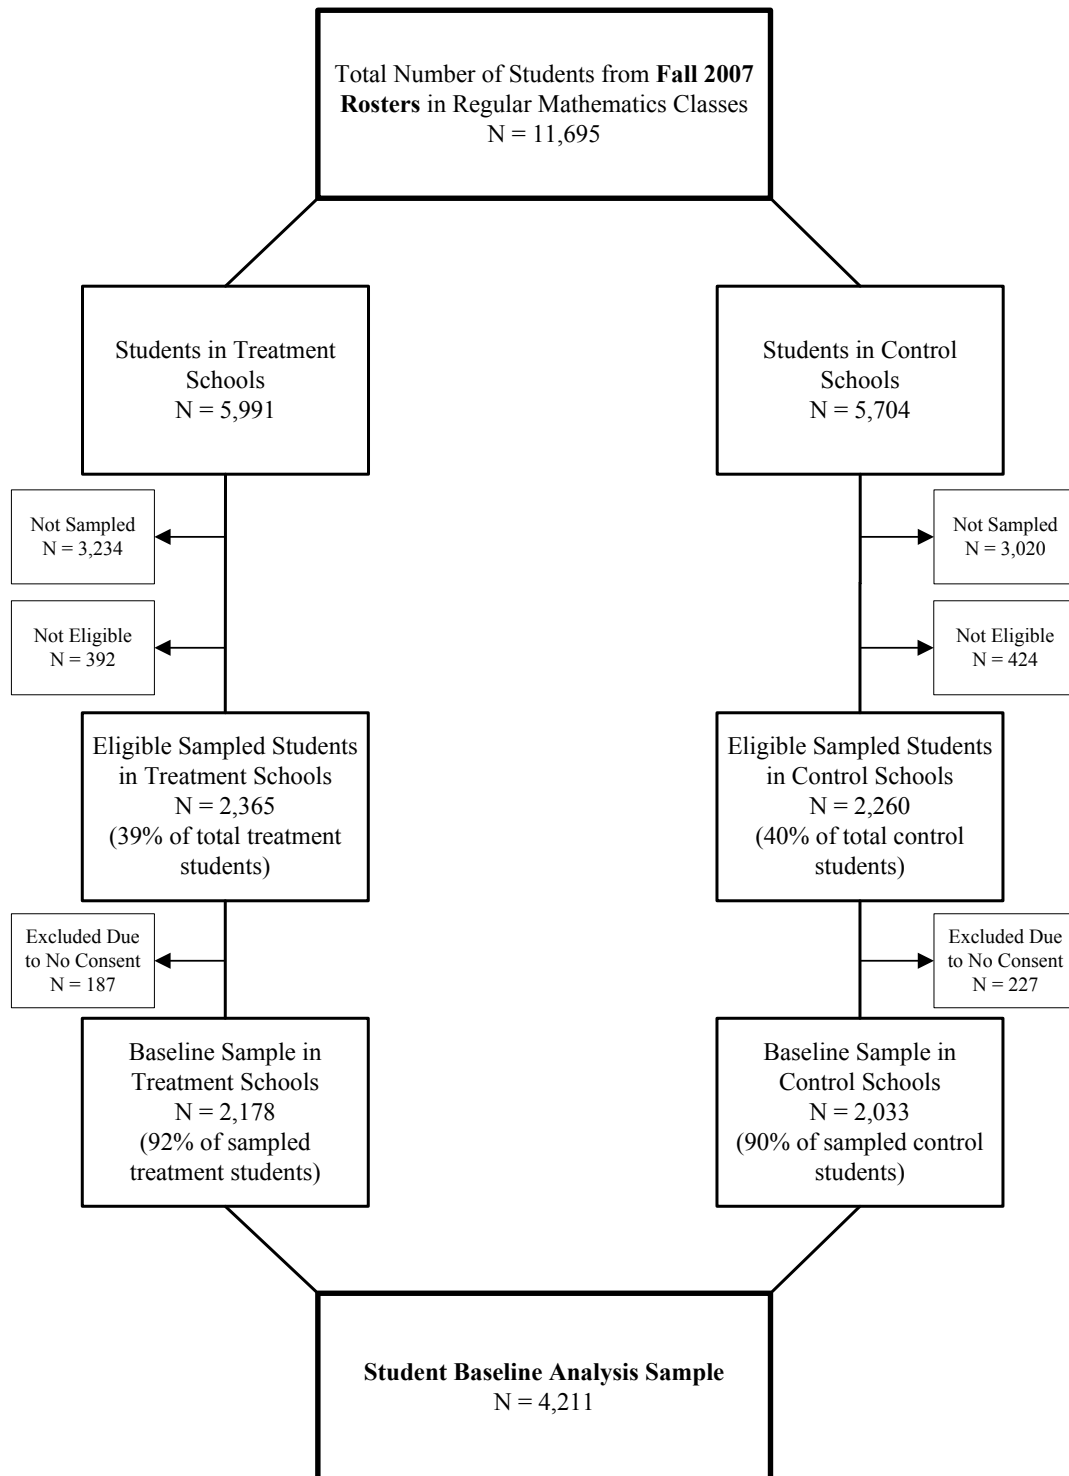 Total Number of Students from Fall 2007
Rosters in Regular Mathematics Classes
N = 11,695
Students in Treatment
Schools
N = 5,991
Students in Control
Schools
N = 5,704
Not Sampled
N = 3,234
Not Sampled
N = 3,020
Not Eligible
N = 392
Not Eligible
N = 424
Eligible Sampled Students
in Treatment Schools
N = 2,365
(39% of total treatment
students)
Eligible Sampled Students
in Control Schools
N = 2,260
(40% of total control
students)
Excluded Due
to No Consent
N = 187
Excluded Due
to No Consent
N = 227
Baseline Sample in
Treatment Schools
N = 2,178
(92% of sampled
treatment students)
Baseline Sample in
Control Schools
N = 2,033
(90% of sampled control
students)
Student Baseline Analysis Sample
N = 4,211